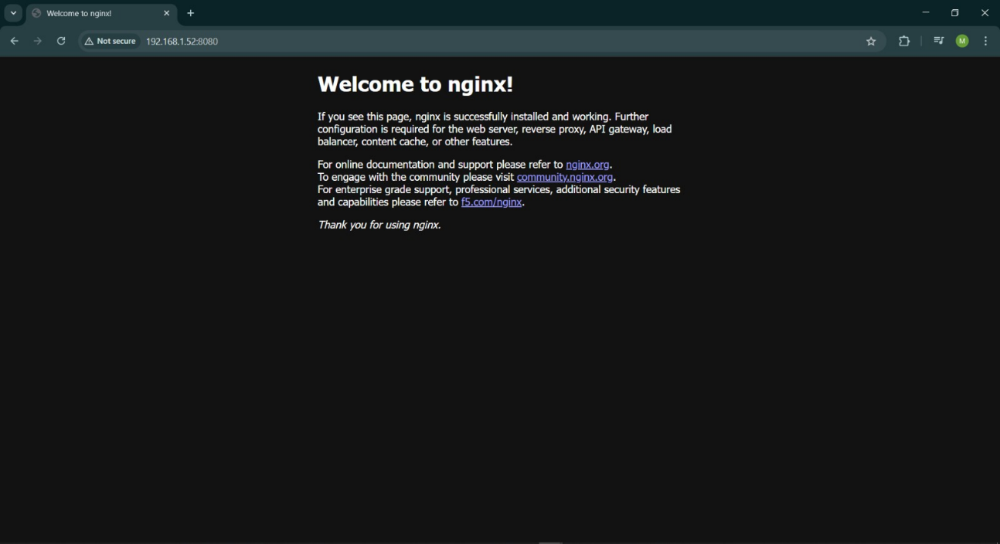 Welcome to nginx!
Not secure
192.168.1.52:8080
M
Welcome to nginx!
If you see this page, nginx is successfully installed and working. Further
configuration is required for the web server, reverse proxy, API gateway, load
balancer, content cache, or other features.
For online documentation and support please refer to nginx.org.
To engage with the community please visit community.nginx.org.
For enterprise grade support, professional services, additional security features
and capabilities please refer to f5.com/nginx.
Thank you for using nginx.